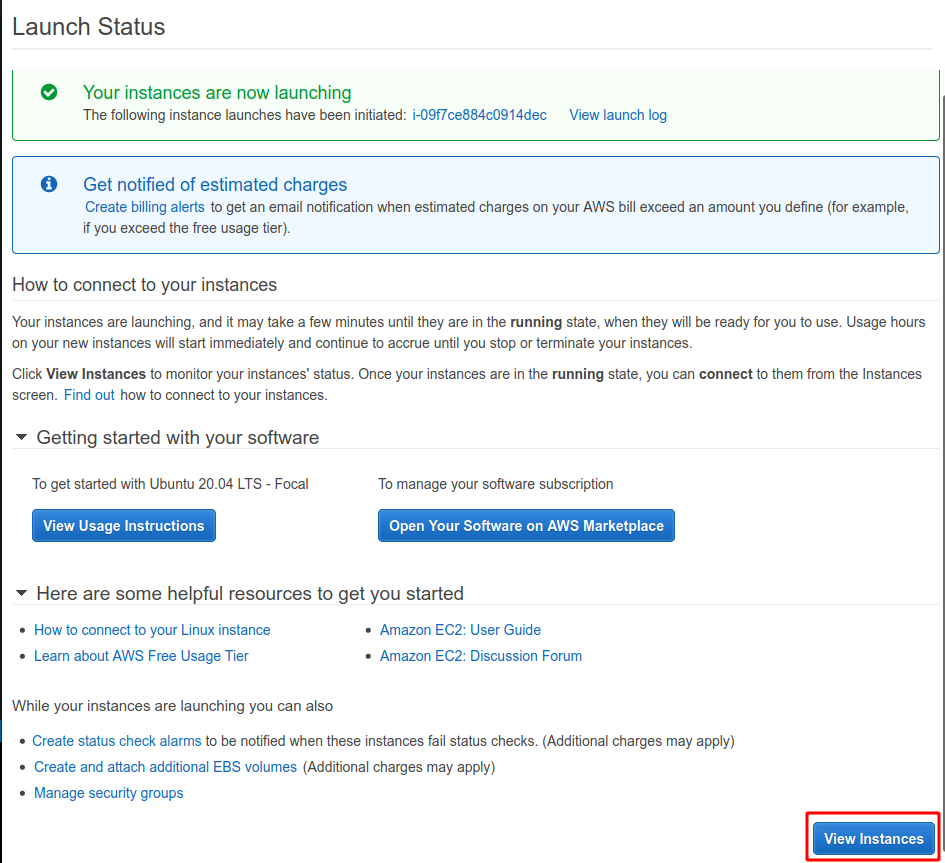 Launch Status
Your instances are now launching
The following instance launches have been initiated: i-09f7ce884c0914dec View launch log
Get notified of estimated charges
Create billing alerts to get an email notification when estimated charges on your AWS bill exceed an amount you define (for example,
if you exceed the free usage tier).
How to connect to your instances
Your instances are launching, and it may take a few minutes until they are in the running state, when they will be ready for you to use. Usage hours
on your new instances will start immediately and continue to accrue until you stop or terminate your instances.
Click View Instances to monitor your instances' status. Once your instances are in the running state, you can connect to them from the Instances
screen. Find out how to connect to your instances.
Getting started with your software
To get started with Ubuntu 20.04 LTS - Focal
To manage your software subscription
View Usage Instructions
Open Your Software on AWS Marketplace
Here are some helpful resources to get you started
• How to connect to your Linux instance
• Amazon EC2: User Guide
• Learn about AWS Free Usage Tier
• Amazon EC2: Discussion Forum
While your instances are launching you can also
• Create status check alarms to be notified when these instances fail status checks. (Additional charges may apply)
• Create and attach additional EBS volumes (Additional charges may apply)
• Manage security groups
View Instances